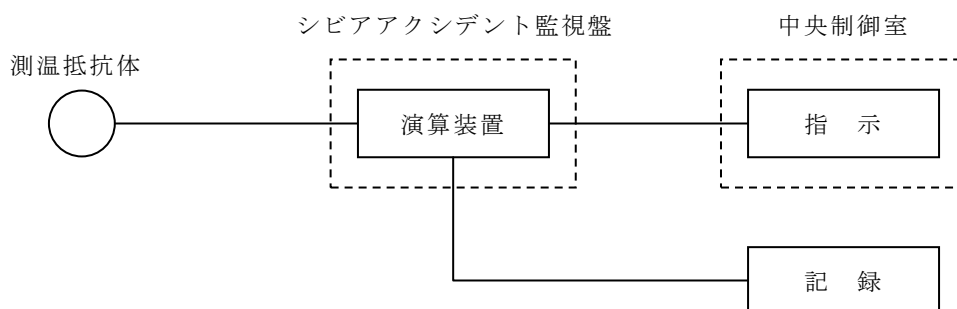 シビアアクシデント監視盤
中央制御室
測温抵抗体
演算装置
指　示
記　録